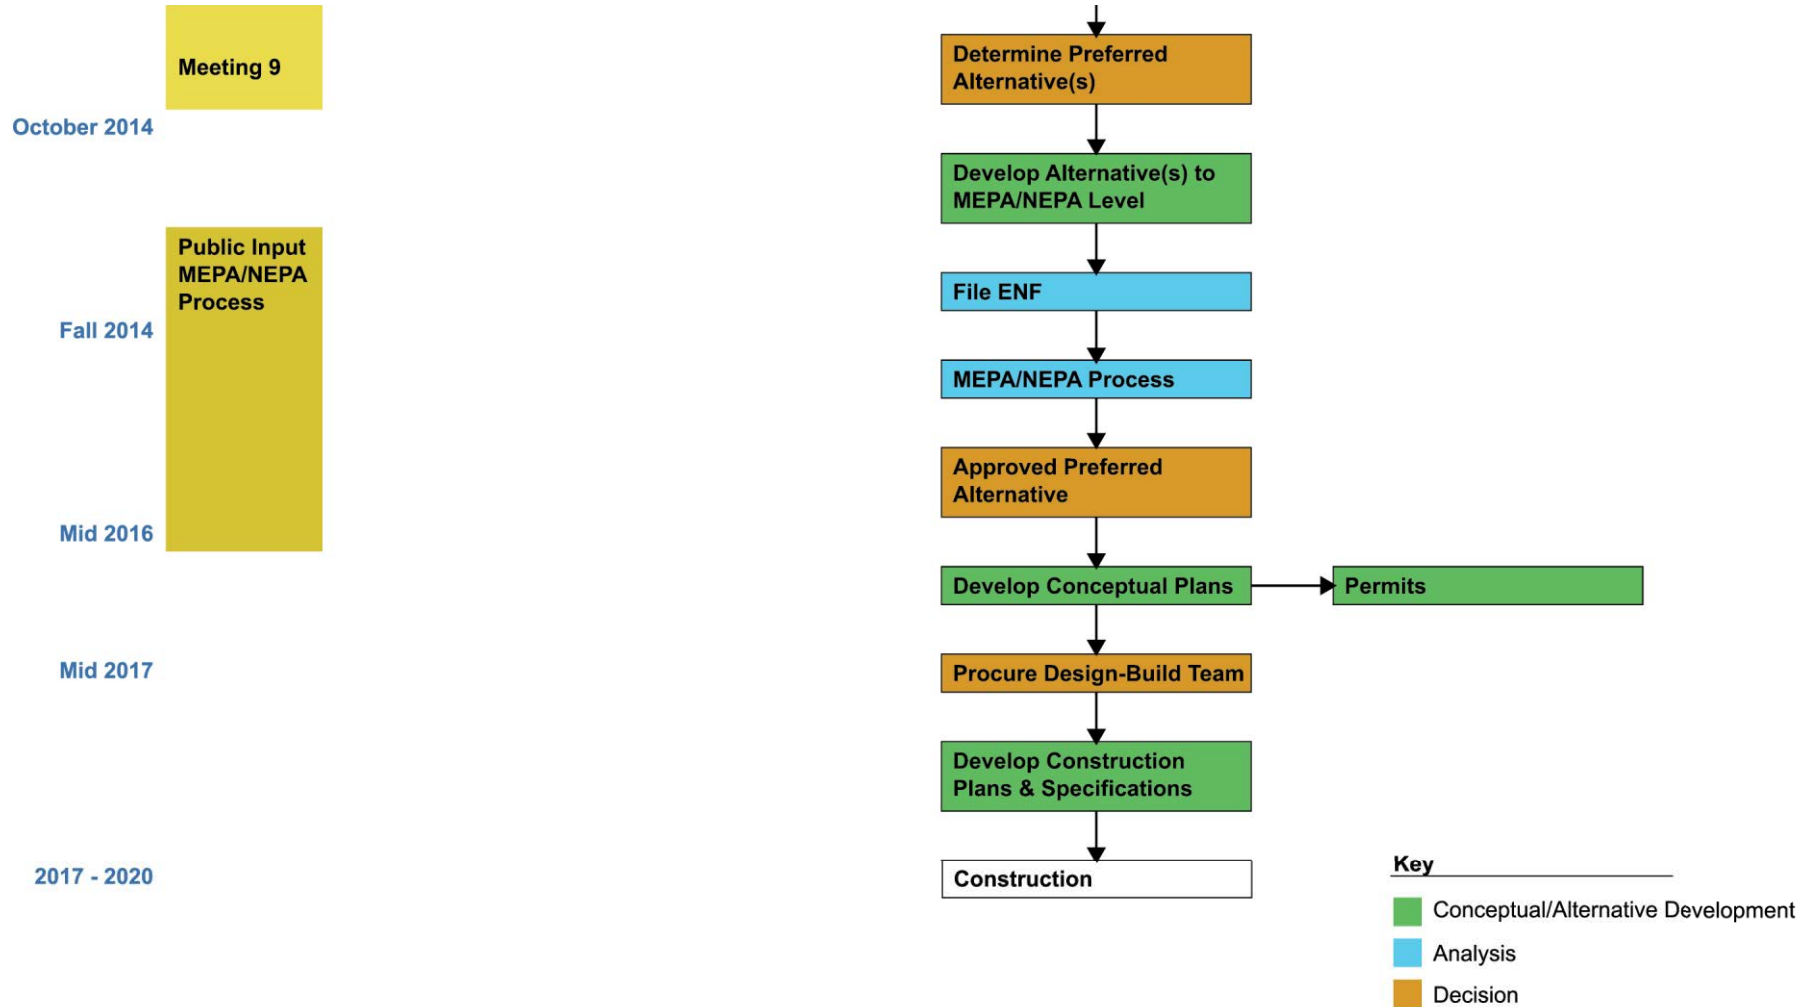 Meeting 9
Determine Preferred
Alternative(s)
October 2014
Develop Alternative(s) to
MEPA/NEPA Level
Public Input
MEPA/NEPA
Process
File ENF
Fall 2014
MEPA/NEPA Process
Approved Preferred
Alternative
Mid 2016
Develop Conceptual Plans
Permits
Mid 2017
Procure Design-Build Team
Develop Construction
Plans & Specifications
2017 - 2020
Construction
Key
Conceptual/Alternative Development
Analysis
Decision